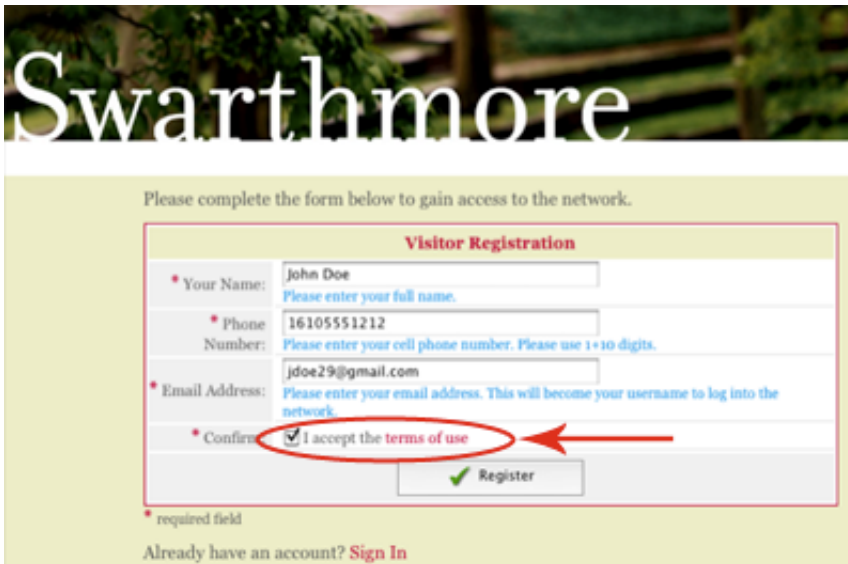 Swarthmore
Please complete the form below to gain access to the network.
Visitor Registration
* Your Name:
John Doe
Please enter your full name.
* Phone
Number:
16105551212
Please enter your cell phone number. Please use 1+10 digits.
* Email Address:
jdoe29@gmail.com
Please enter your email address. This will become your username to log into the
network.
* Confirm
I accept the terms of use
Register
* required field
Already have an account? Sign In